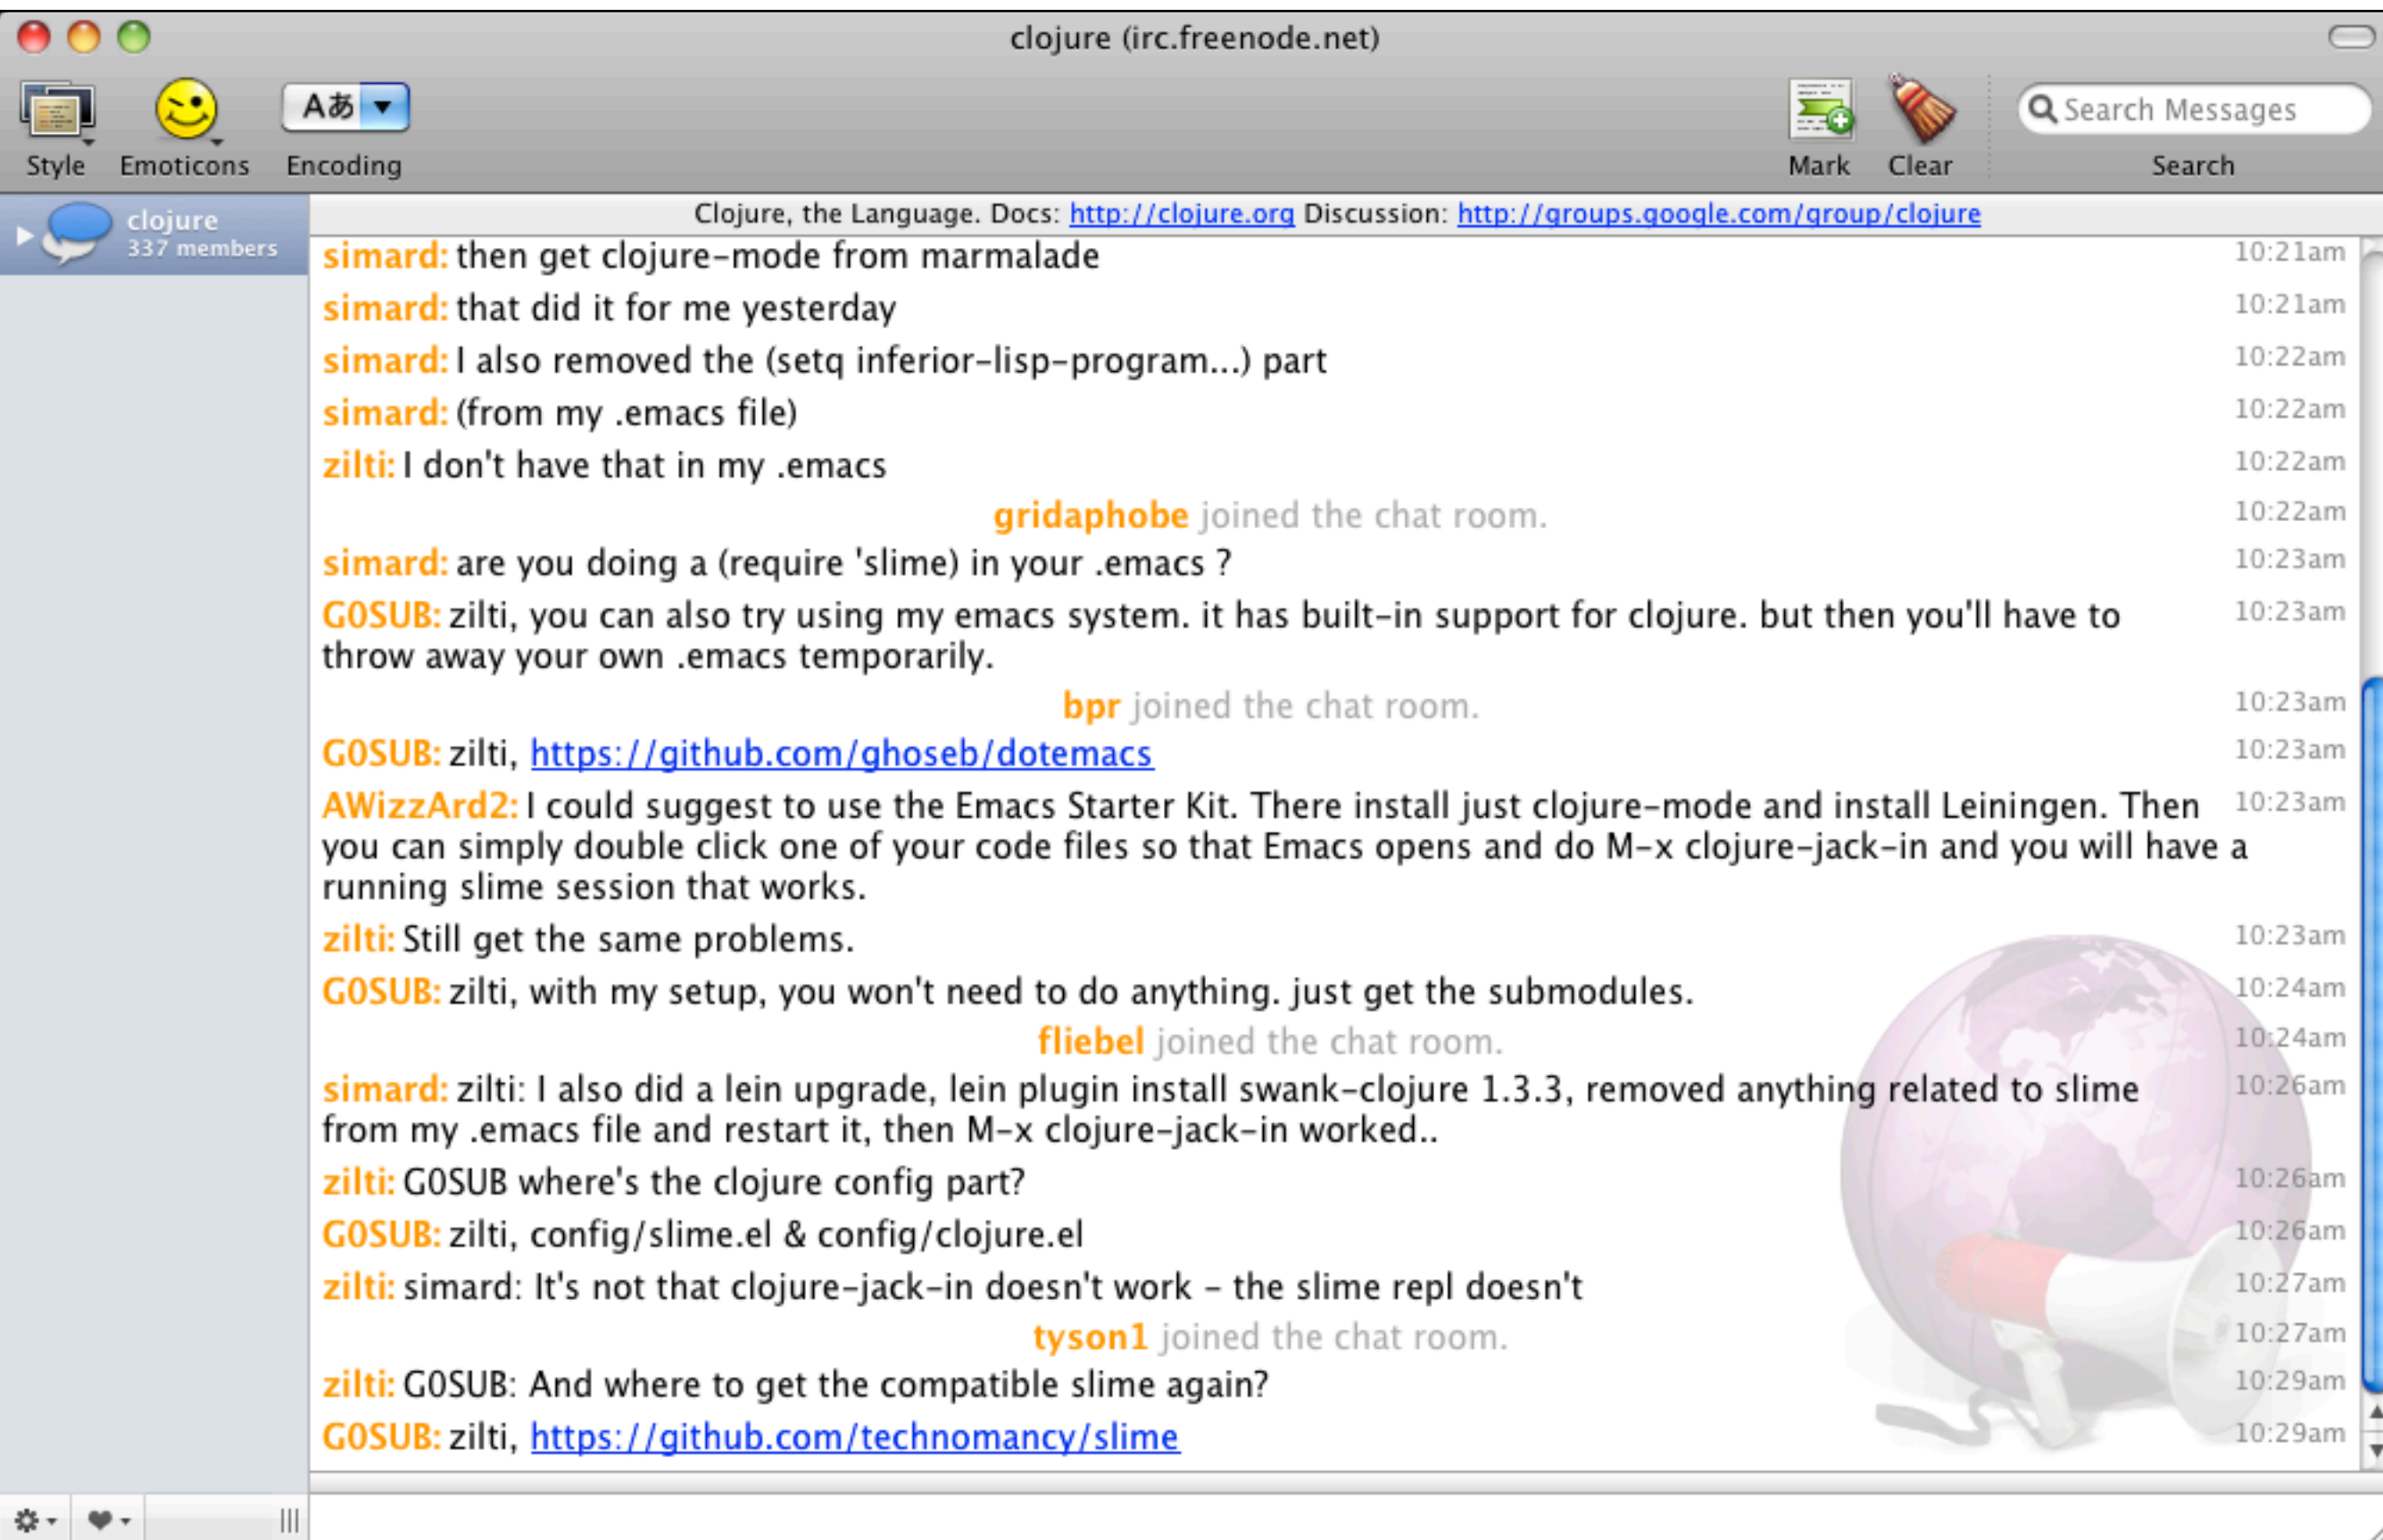 clojure (irc.freenode.net)
Aあ
Search Messages
Style Emoticons Encoding Mark Clear Search
clojure
337 members
Clojure, the Language. Docs: http://clojure.org Discussion: http://groups.google.com/group/clojure
simard: then get clojure-mode from marmalade 10:21am
simard: that did it for me yesterday 10:21am
simard: I also removed the (setq inferior-lisp-program...) part 10:22am
simard: (from my .emacs file) 10:22am
zilti: I don't have that in my .emacs 10:22am
gridaphobe joined the chat room. 10:22am
simard: are you doing a (require 'slime) in your .emacs ? 10:23am
G0SUB: zilti, you can also try using my emacs system. it has built-in support for clojure. but then you'll have to 10:23am
throw away your own .emacs temporarily.
bpr joined the chat room. 10:23am
G0SUB: zilti, https://github.com/ghoseb/dotemacs 10:23am
AWizzArd2: I could suggest to use the Emacs Starter Kit. There install just clojure-mode and install Leiningen. Then 10:23am
you can simply double click one of your code files so that Emacs opens and do M-x clojure-jack-in and you will have a
running slime session that works.
zilti: Still get the same problems. 10:23am
G0SUB: zilti, with my setup, you won't need to do anything. just get the submodules. 10:24am
fliebel joined the chat room. 10:24am
simard: zilti: I also did a lein upgrade, lein plugin install swank-clojure 1.3.3, removed anything related to slime 10:26am
from my .emacs file and restart it, then M-x clojure-jack-in worked..
zilti: G0SUB where's the clojure config part? 10:26am
G0SUB: zilti, config/slime.el & config/clojure.el 10:26am
zilti: simard: It's not that clojure-jack-in doesn't work - the slime repl doesn't 10:27am
tyson1 joined the chat room. 10:27am
zilti: G0SUB: And where to get the compatible slime again? 10:29am
G0SUB: zilti, https://github.com/technomancy/slime 10:29am